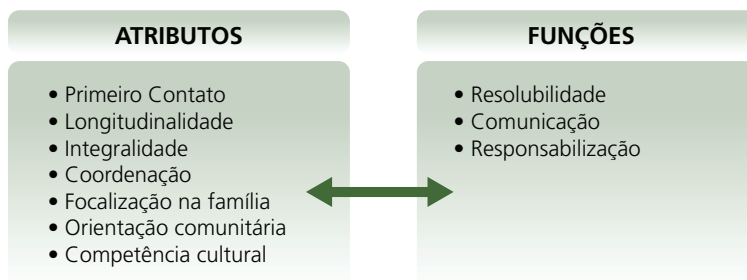 ATRIBUTOS
• Primeiro Contato
• Longitudinalidade
• Integralidade
• Coordenação
• Focalização na família
• Orientação comunitária
• Competência cultural
FUNÇÕES
• Resolubilidade
• Comunicação
• Responsabilização